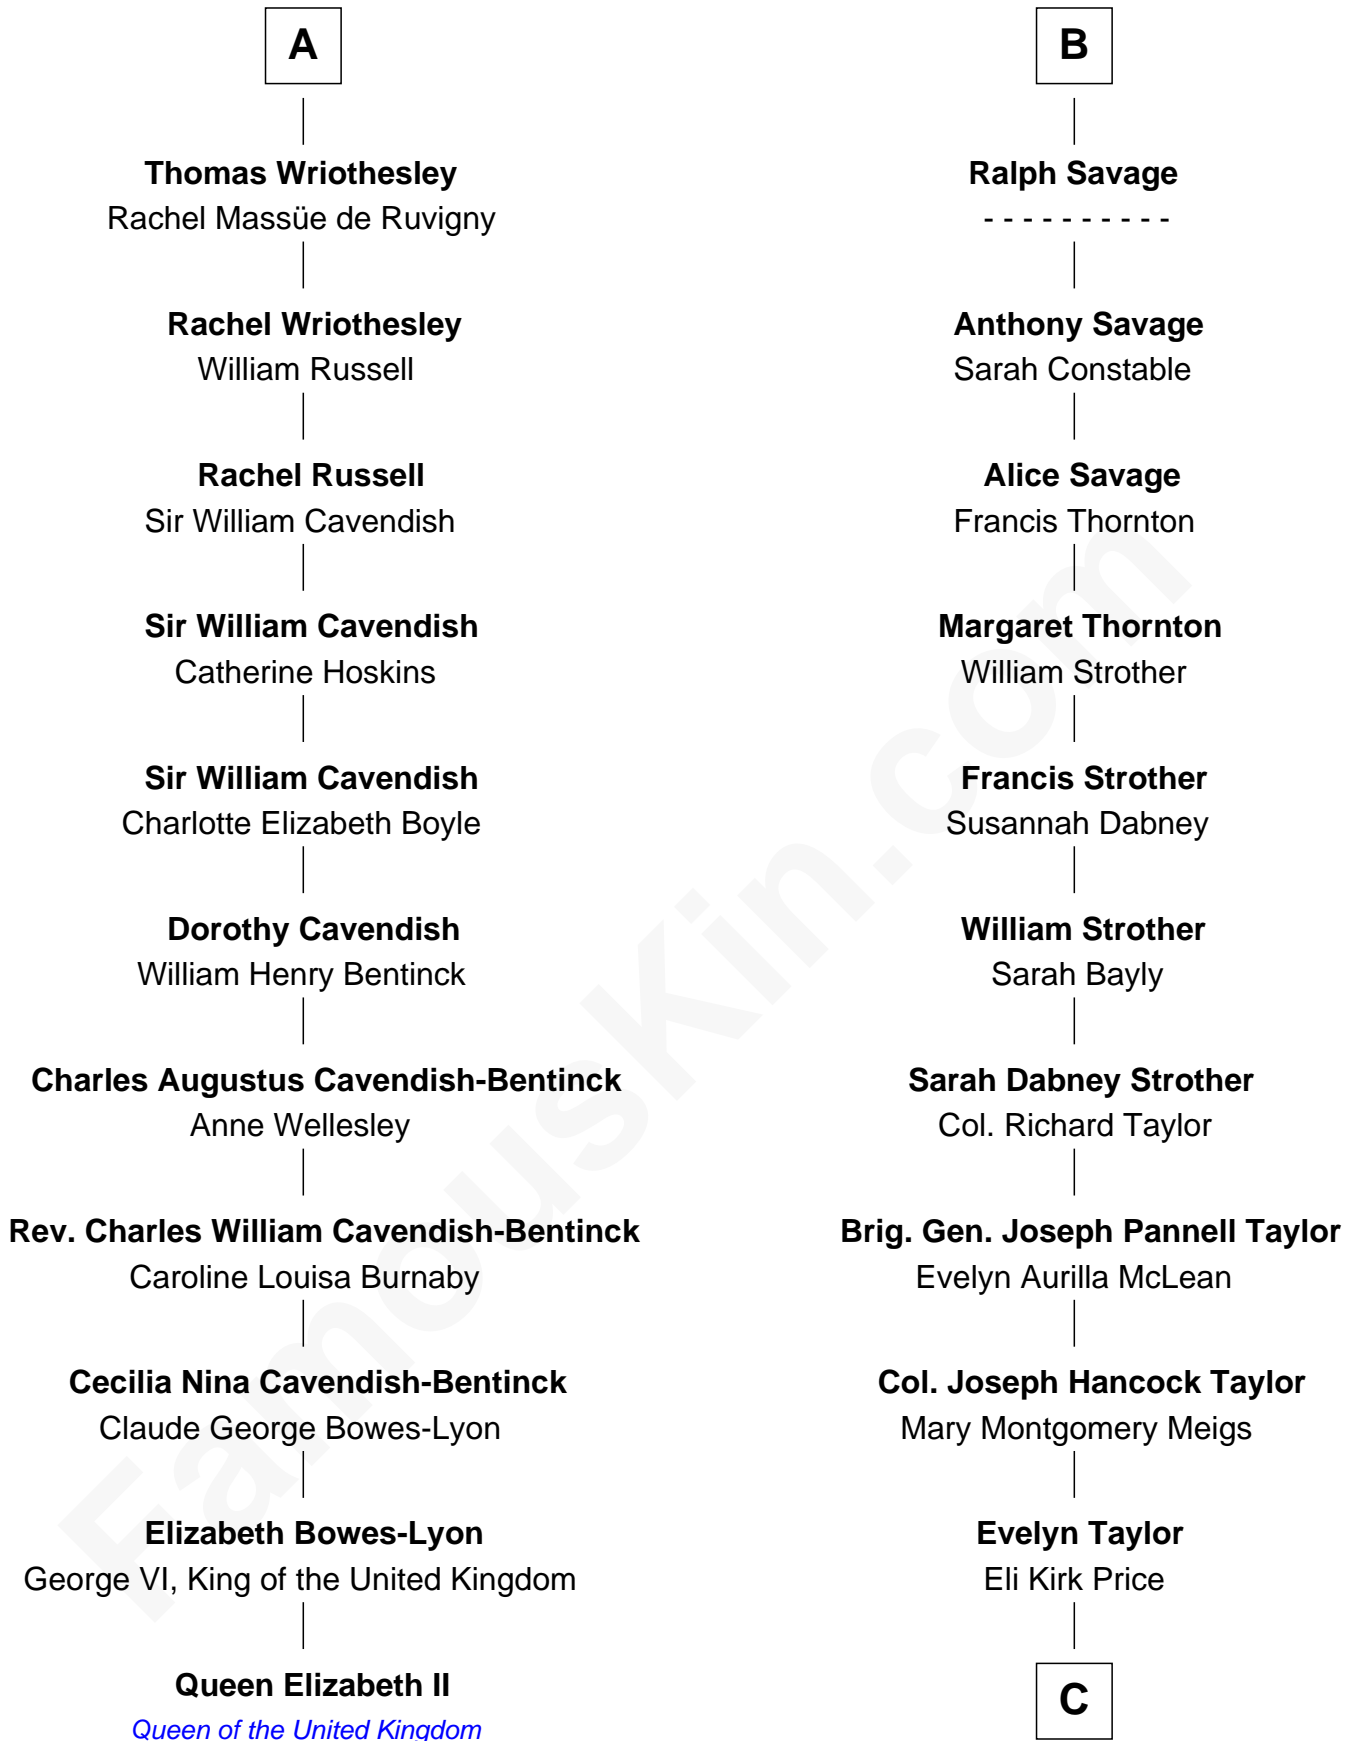 A
Thomas Wriothesley
Rachel Massüe de Ruvigny
Rachel Wriothesley
William Russell
Rachel Russell
Sir William Cavendish
Sir William Cavendish
Catherine Hoskins
Sir William Cavendish
Charlotte Elizabeth Boyle
Dorothy Cavendish
William Henry Bentinck
Charles Augustus Cavendish-Bentinck
Anne Wellesley
Rev. Charles William Cavendish-Bentinck
Caroline Louisa Burnaby
Cecilia Nina Cavendish-Bentinck
Claude George Bowes-Lyon
Elizabeth Bowes-Lyon
George VI, King of the United Kingdom
Queen Elizabeth II
Queen of the United Kingdom
B
Ralph Savage
- - - - - - - - - -
Anthony Savage
Sarah Constable
Alice Savage
Francis Thornton
Margaret Thornton
William Strother
Francis Strother
Susannah Dabney
William Strother
Sarah Bayly
Sarah Dabney Strother
Col. Richard Taylor
Brig. Gen. Joseph Pannell Taylor
Evelyn Aurilla McLean
Col. Joseph Hancock Taylor
Mary Montgomery Meigs
Evelyn Taylor
Eli Kirk Price
C
FamousKin.com